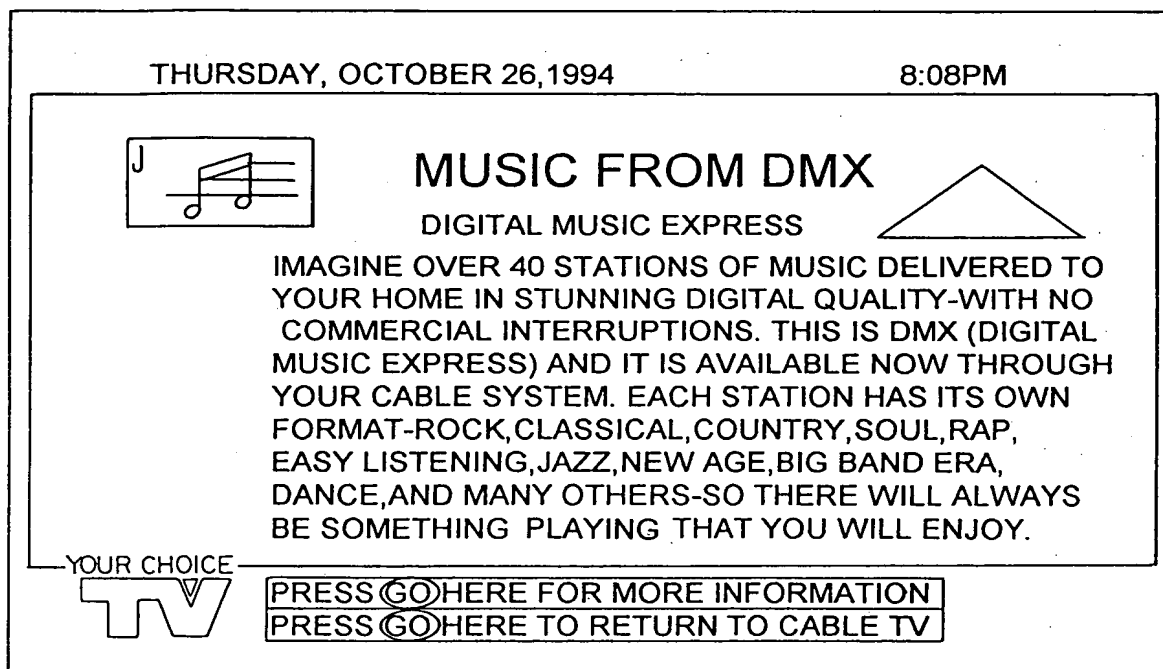 THURSDAY, OCTOBER 26,1994 8:08PM
J
MUSIC FROM DMX
DIGITAL MUSIC EXPRESS
IMAGINE OVER 40 STATIONS OF MUSIC DELIVERED TO
YOUR HOME IN STUNNING DIGITAL QUALITY-WITH NO
COMMERCIAL INTERRUPTIONS. THIS IS DMX (DIGITAL
MUSIC EXPRESS) AND IT IS AVAILABLE NOW THROUGH
YOUR CABLE SYSTEM. EACH STATION HAS ITS OWN
FORMAT-ROCK,CLASSICAL,COUNTRY,SOUL,RAP,
EASY LISTENING,JAZZ,NEW AGE,BIG BAND ERA,
DANCE,AND MANY OTHERS-SO THERE WILL ALWAYS
BE SOMETHING PLAYING THAT YOU WILL ENJOY.
YOUR CHOICE
TV
PRESS GO HERE FOR MORE INFORMATION
PRESS GO HERE TO RETURN TO CABLE TV